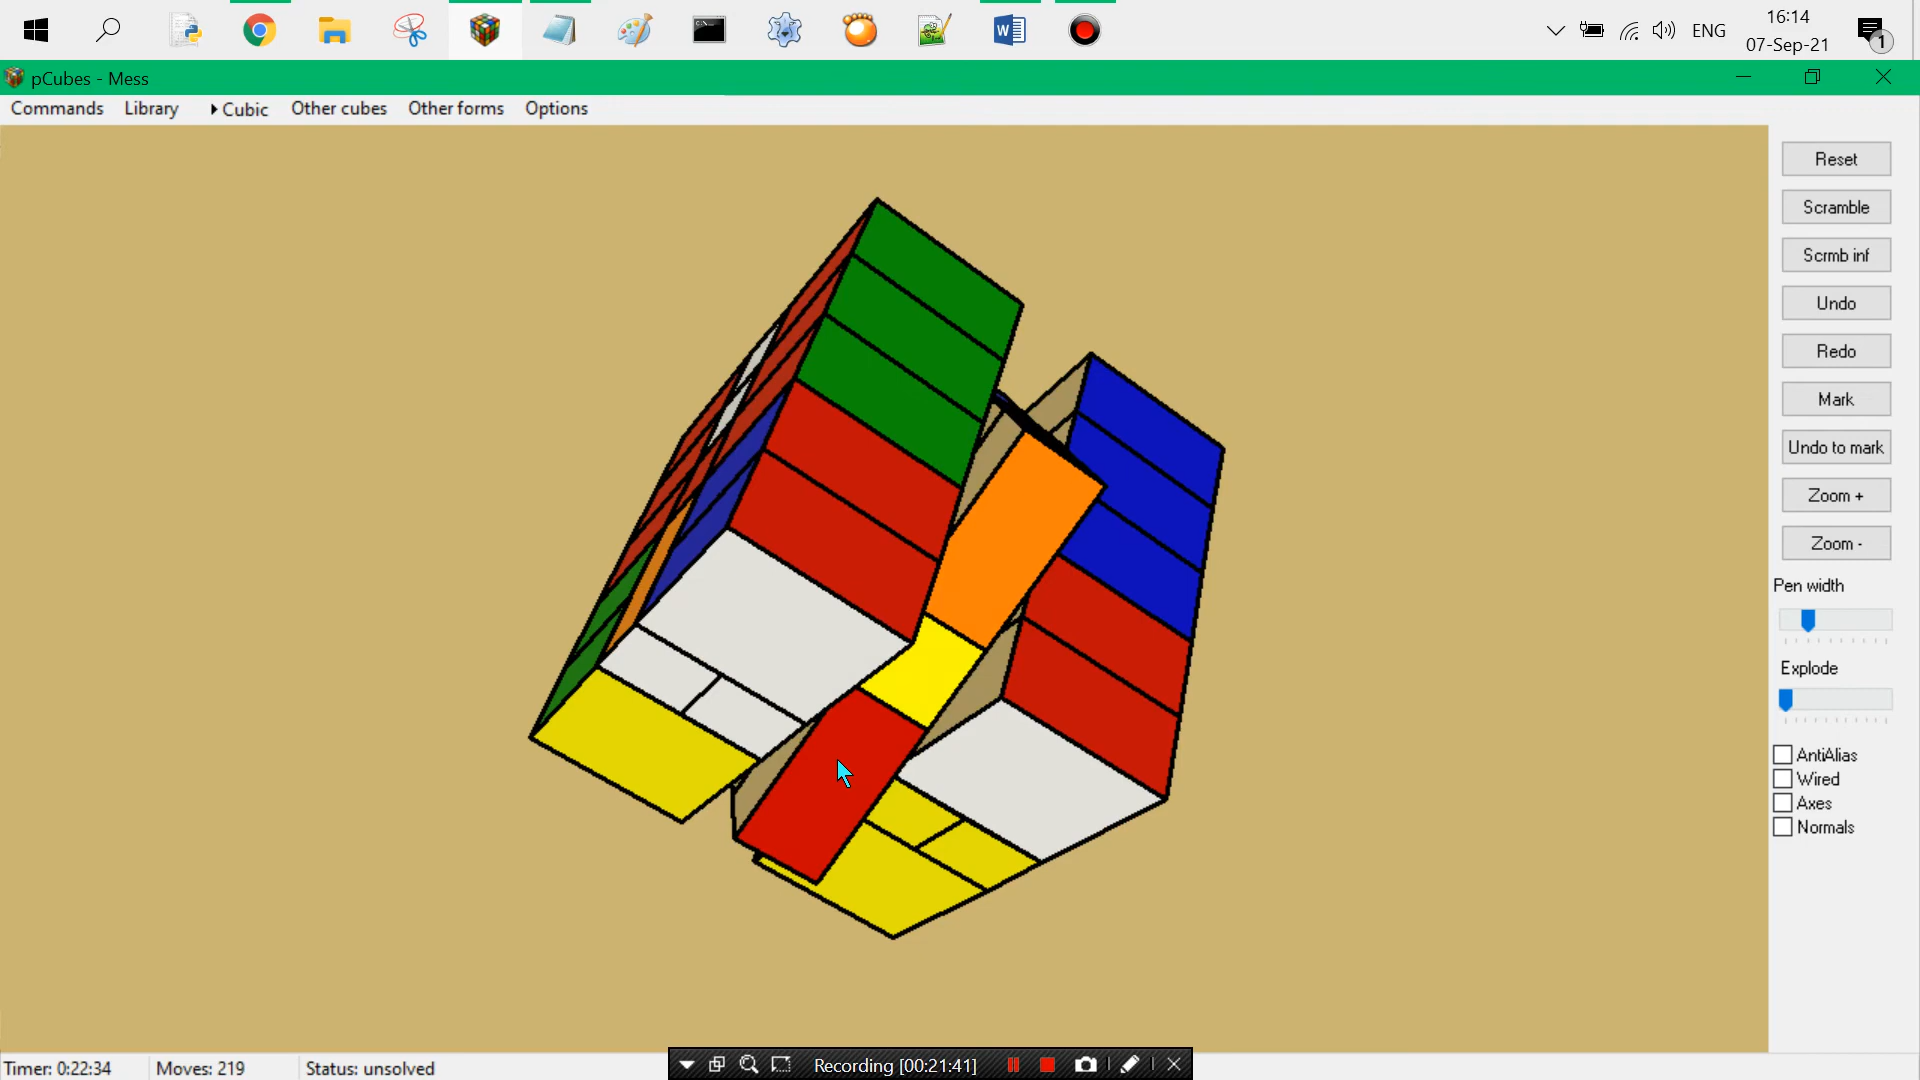 ENG
16:14
07-Sep-21
1
pCubes - Mess
Commands Library Cubic Other cubes Other forms Options
Reset
Scramble
Scrmb inf
Undo
Redo
Mark
Undo to mark
Zoom +
Zoom -
Pen width
Explode
AntiAlias
Wired
Axes
Normals
Timer: 0:22:34 Moves: 219 Status: unsolved
Recording [00:21:41]